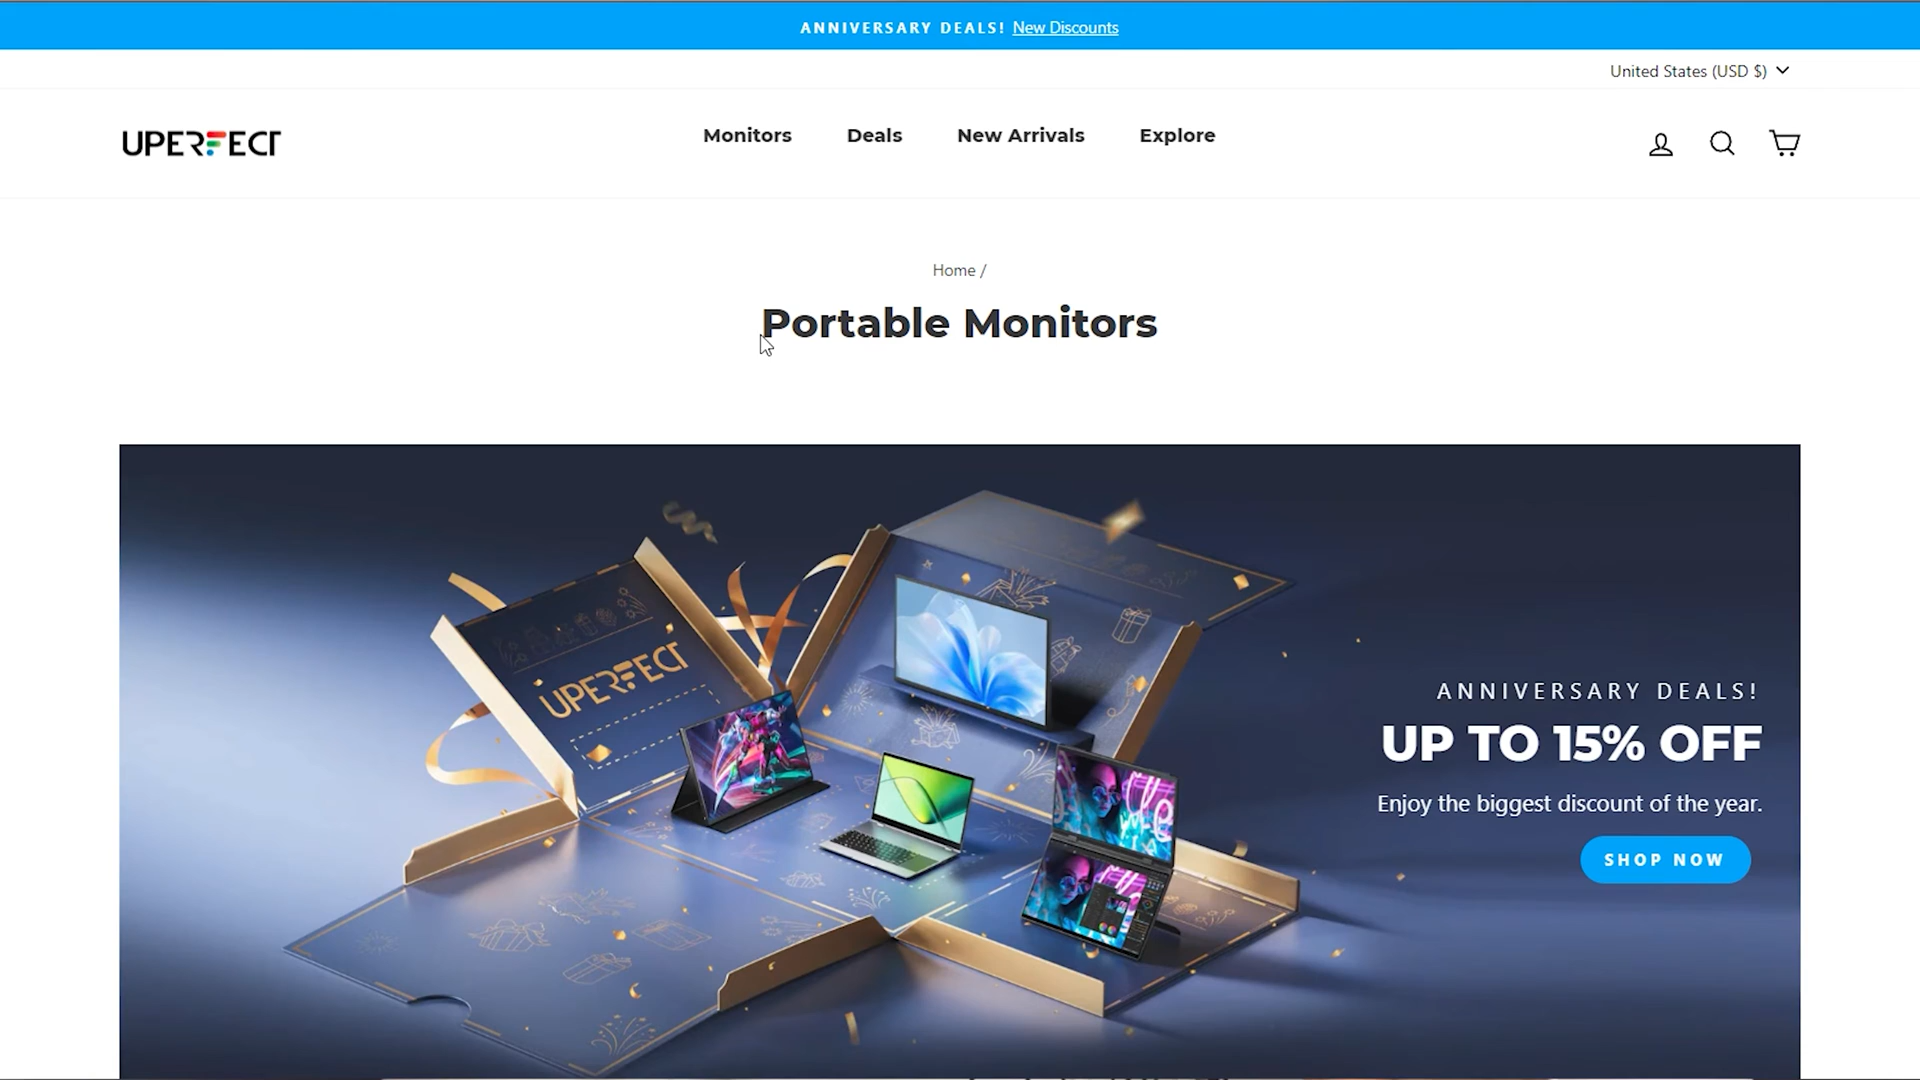 ANNIVERSARY DEALS! New Discounts
United States (USD $)
UPERFECT
Monitors Deals New Arrivals Explore
Home /
Portable Monitors
UPERFECT
ANNIVERSARY DEALS!
UP TO 15% OFF
Enjoy the biggest discount of the year.
SHOP NOW